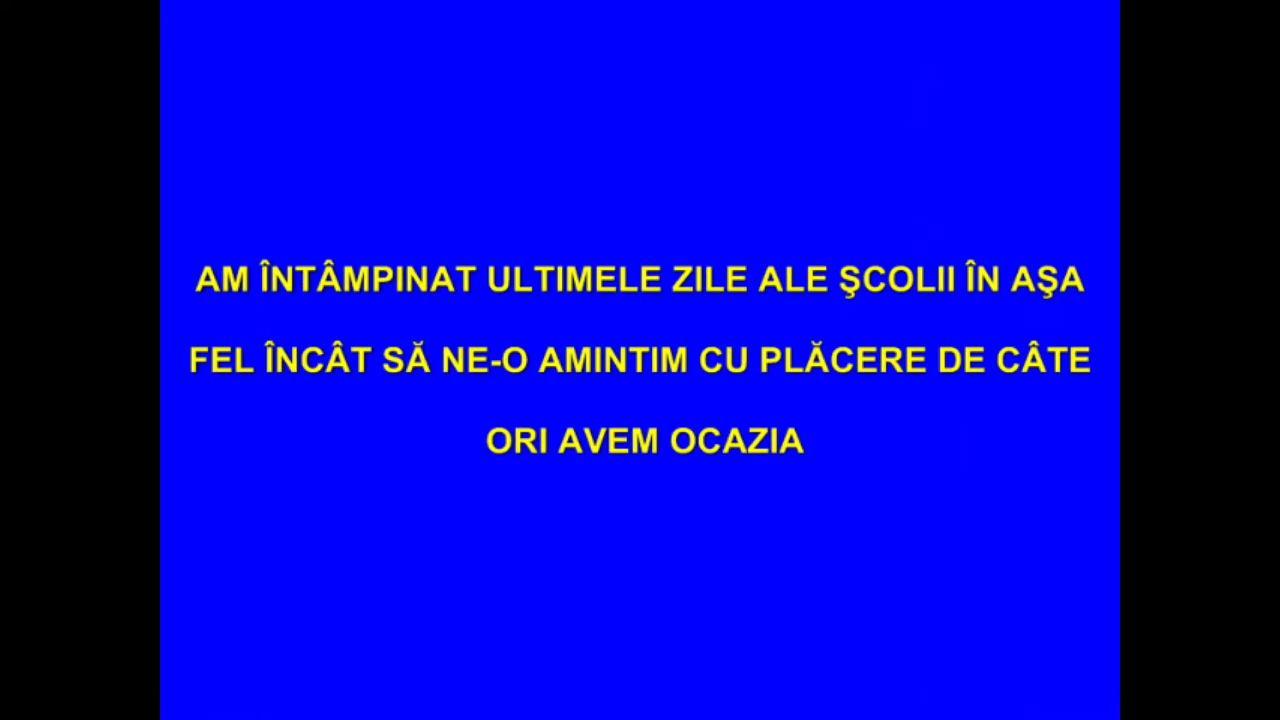 AM ÎNTÂMPINAT ULTIMELE ZILE ALE ŞCOLII ÎN AŞA
FEL ÎNCÂT SĂ NE-O AMINTIM CU PLĂCERE DE CÂTE
ORI AVEM OCAZIA